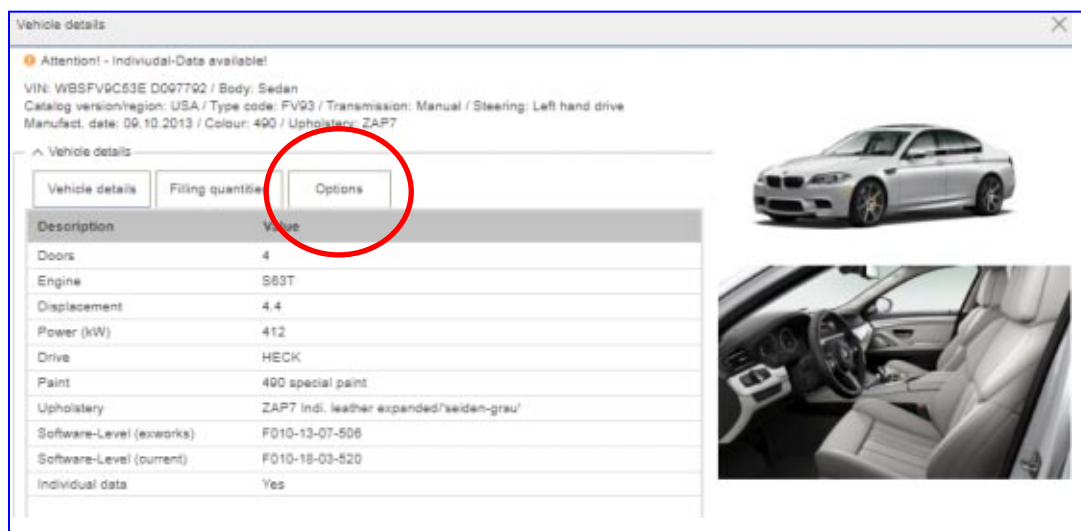 Vehicle details
Attention! - Indiviudal-Data available!
VIN: WBSFV9C53E D097792 / Body: Sedan
Catalog version/region: USA / Type code: FV93 / Transmission: Manual / Steering: Left hand drive
Manufact. date: 09.10.2013 / Colour: 490 / Upholstery: ZAP7
Vehicle details
Vehicle details Filling quantities Options
Description Value
Doors 4
Engine S63T
Displacement 4.4
Power (kW) 412
Drive HECK
Paint 490 special paint
Upholstery ZAP7 Indi. leather expanded/'seiden-grau'
Software-Level (exworks) F010-13-07-506
Software-Level (current) F010-18-03-520
Individual data Yes